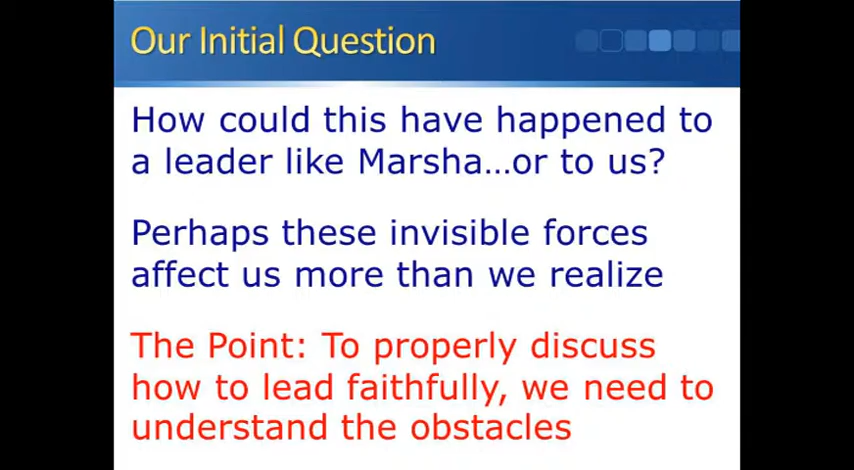 Our Initial Question
How could this have happened to
a leader like Marsha…or to us?
Perhaps these invisible forces
affect us more than we realize
The Point: To properly discuss
how to lead faithfully, we need to
understand the obstacles